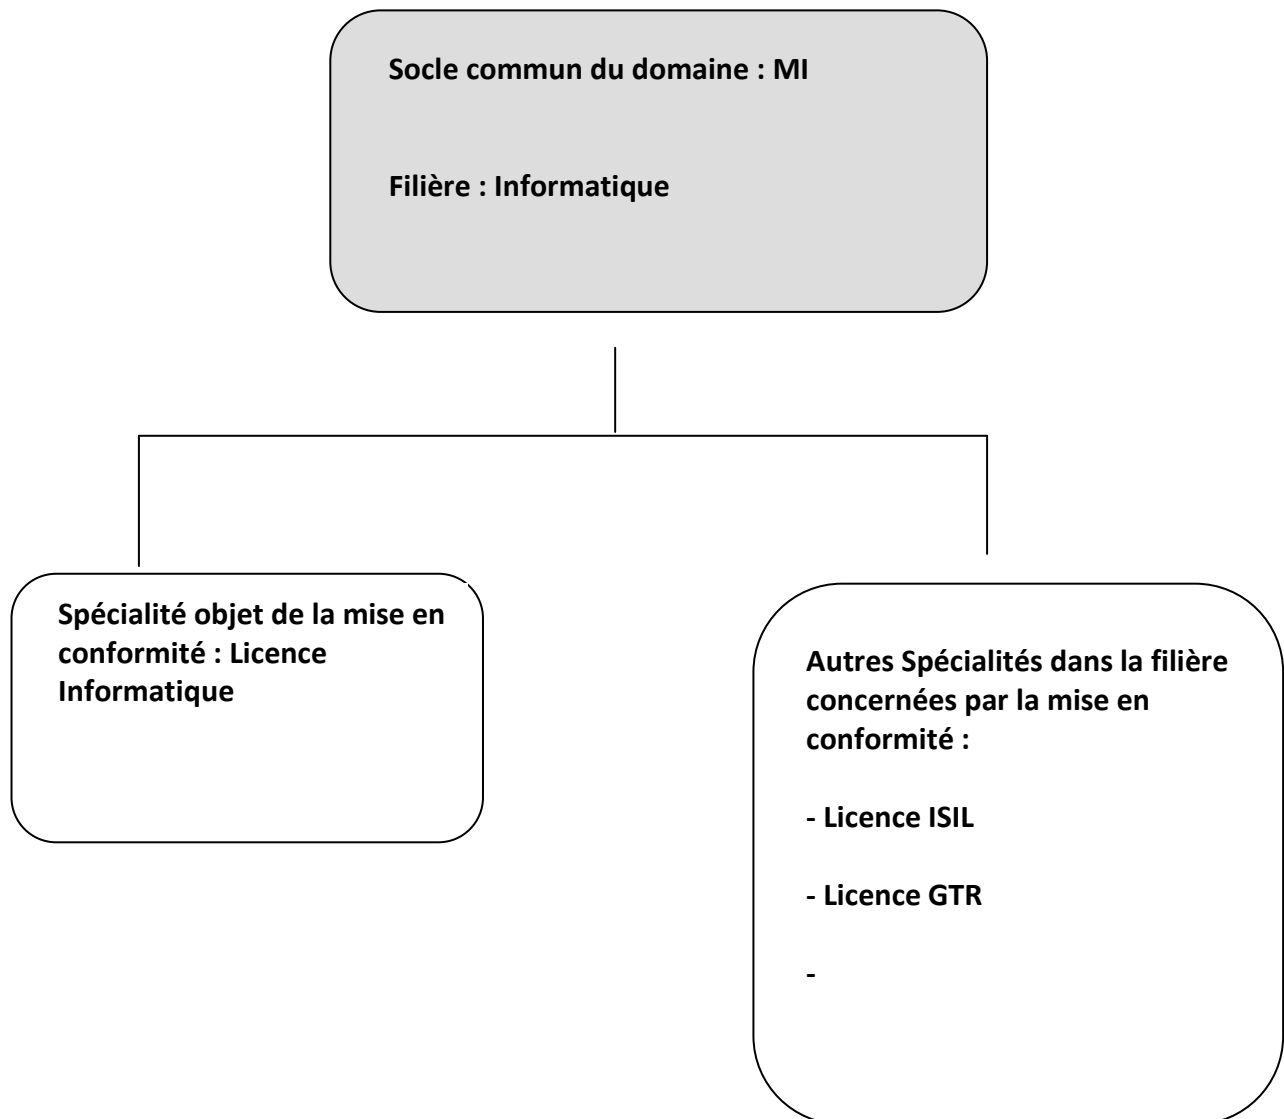 Socle commun du domaine : MI
Filière : Informatique
Spécialité objet de la mise en
conformité : Licence
Informatique
Autres Spécialités dans la filière
concernées par la mise en
conformité :
- Licence ISIL
- Licence GTR
-